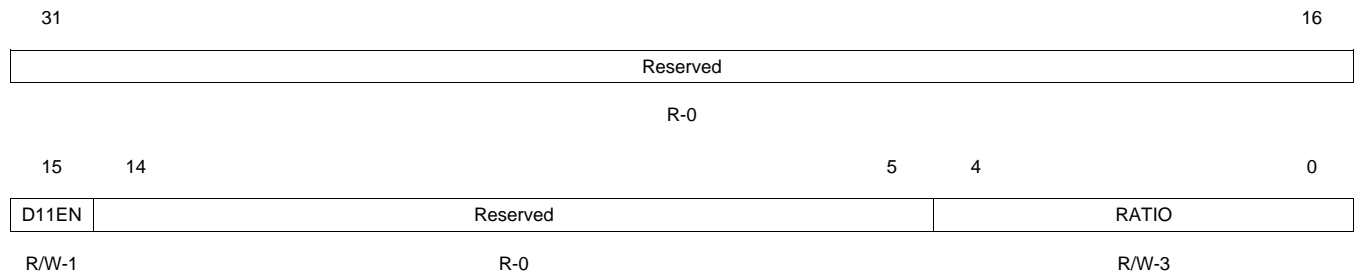 31 16
Reserved
R-0
15 14 5 4 0
D11EN Reserved RATIO
R/W-1 R-0 R/W-3